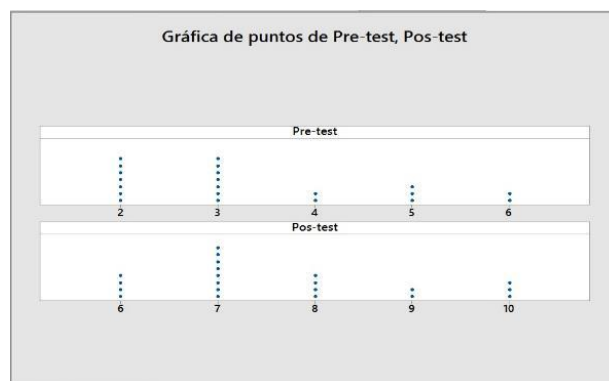 Gráfica de puntos de Pre-test, Pos-test
Pre-test
2 3 4 5 6
Pos-test
6 7 8 9 10